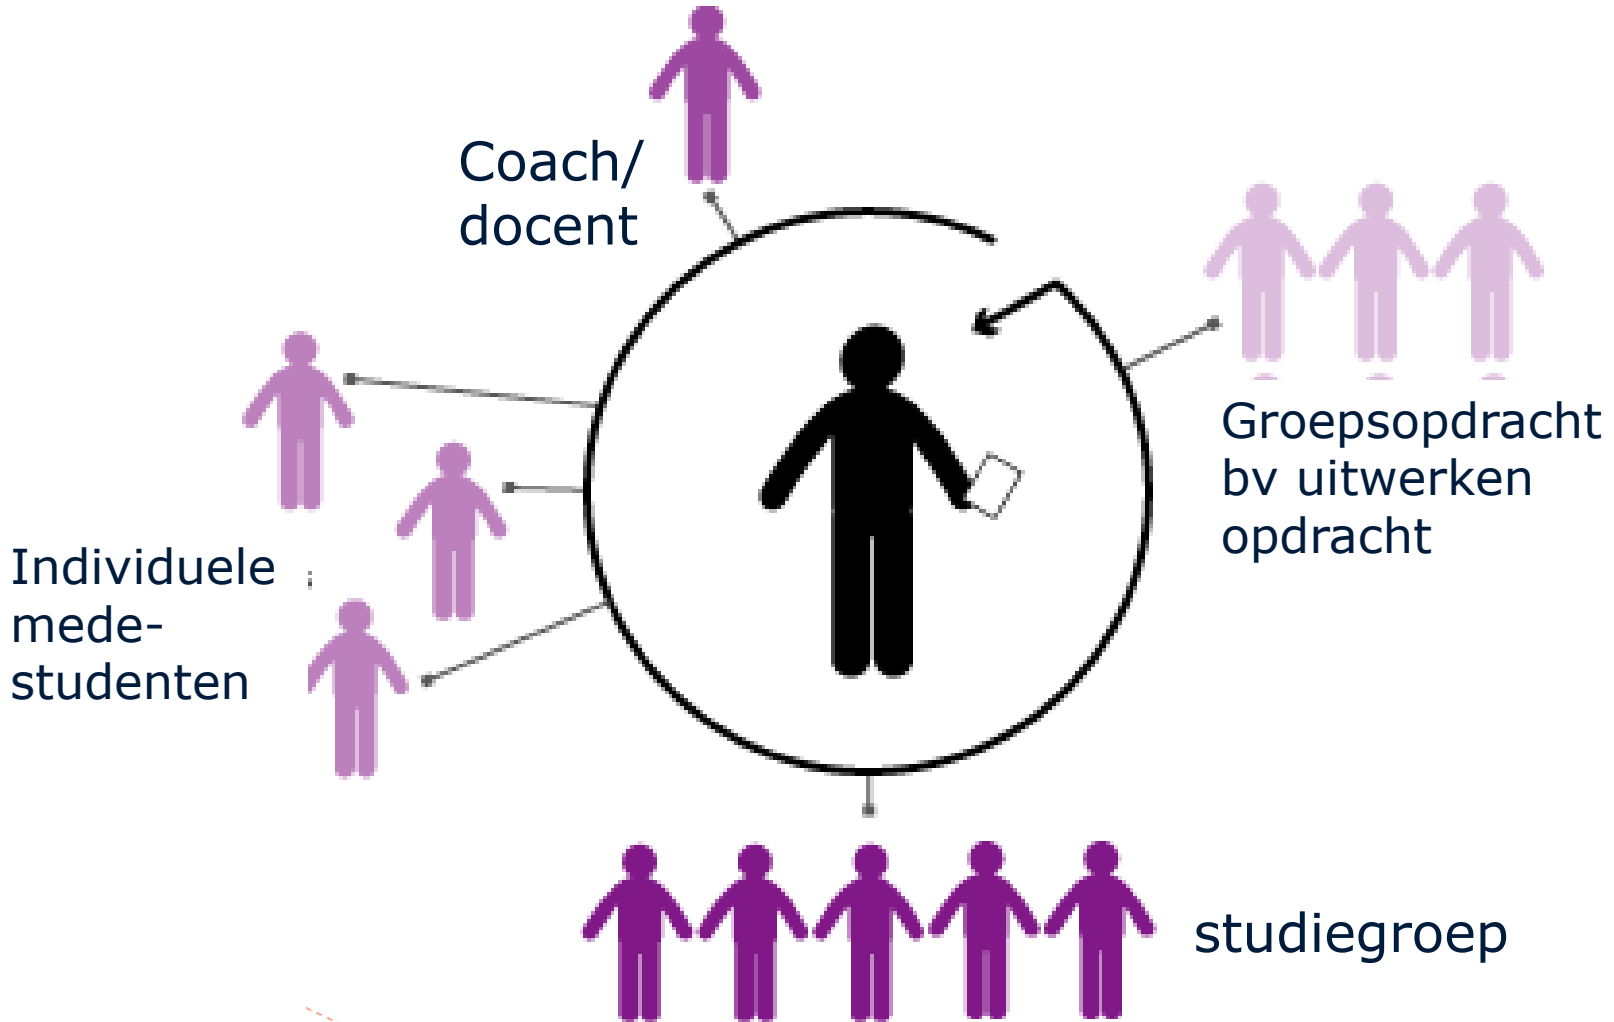 Coach/
docent
Groepsopdracht
bv uitwerken
opdracht
Individuele
mede-
studenten
studiegroep